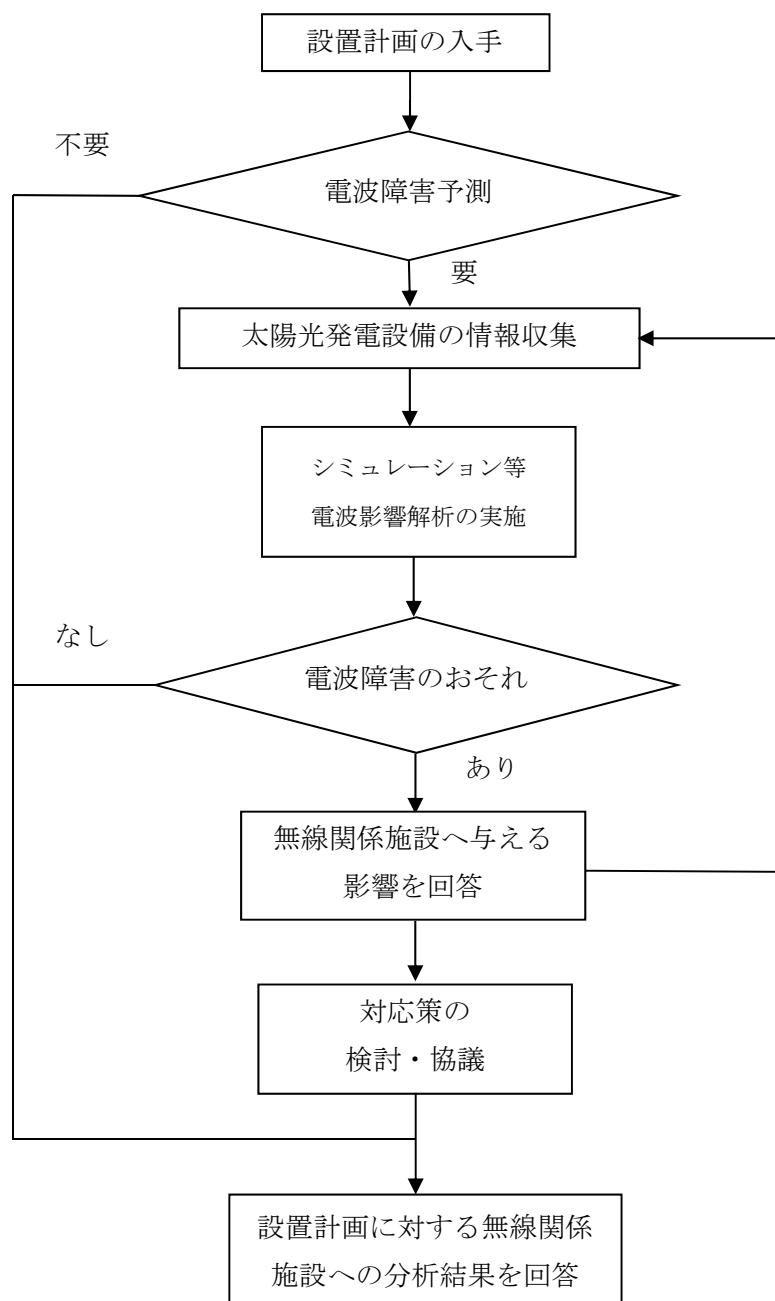 設置計画の入手
不要
電波障害予測
要
太陽光発電設備の情報収集
シミュレーション等
電波影響解析の実施
なし
電波障害のおそれ
あり
無線関係施設へ与える
影響を回答
対応策の
検討・協議
設置計画に対する無線関係
施設への分析結果を回答